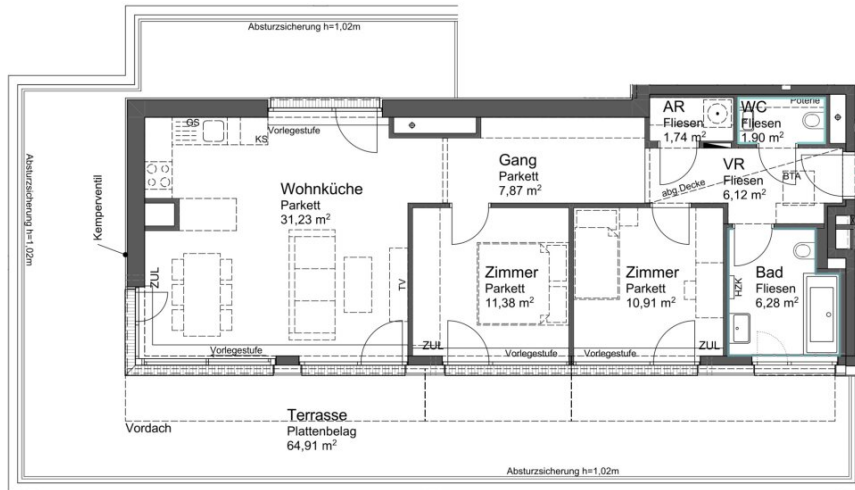 Absturzsicherung h=1,02m
AR
Fliesen
1,74 m²
WC
Fliesen
1,90 m²
Poterie
GS
KS
Vorlegestufe
Gang
Parkett
7,87 m²
VR
Fliesen
6,12 m²
abg.Decke
BTA
Wohnküche
Parkett
31,23 m²
Absturzsicherung h=1,02m
Kemperventil
ZUL
TV
Zimmer
Parkett
11,38 m²
Zimmer
Parkett
10,91 m²
HZK
Bad
Fliesen
6,28 m²
Vorlegestufe
ZUL
Vorlegestufe
Vorlegestufe
ZUL
Vordach
Terrasse
Plattenbelag
64,91 m²
Absturzsicherung h=1,02m